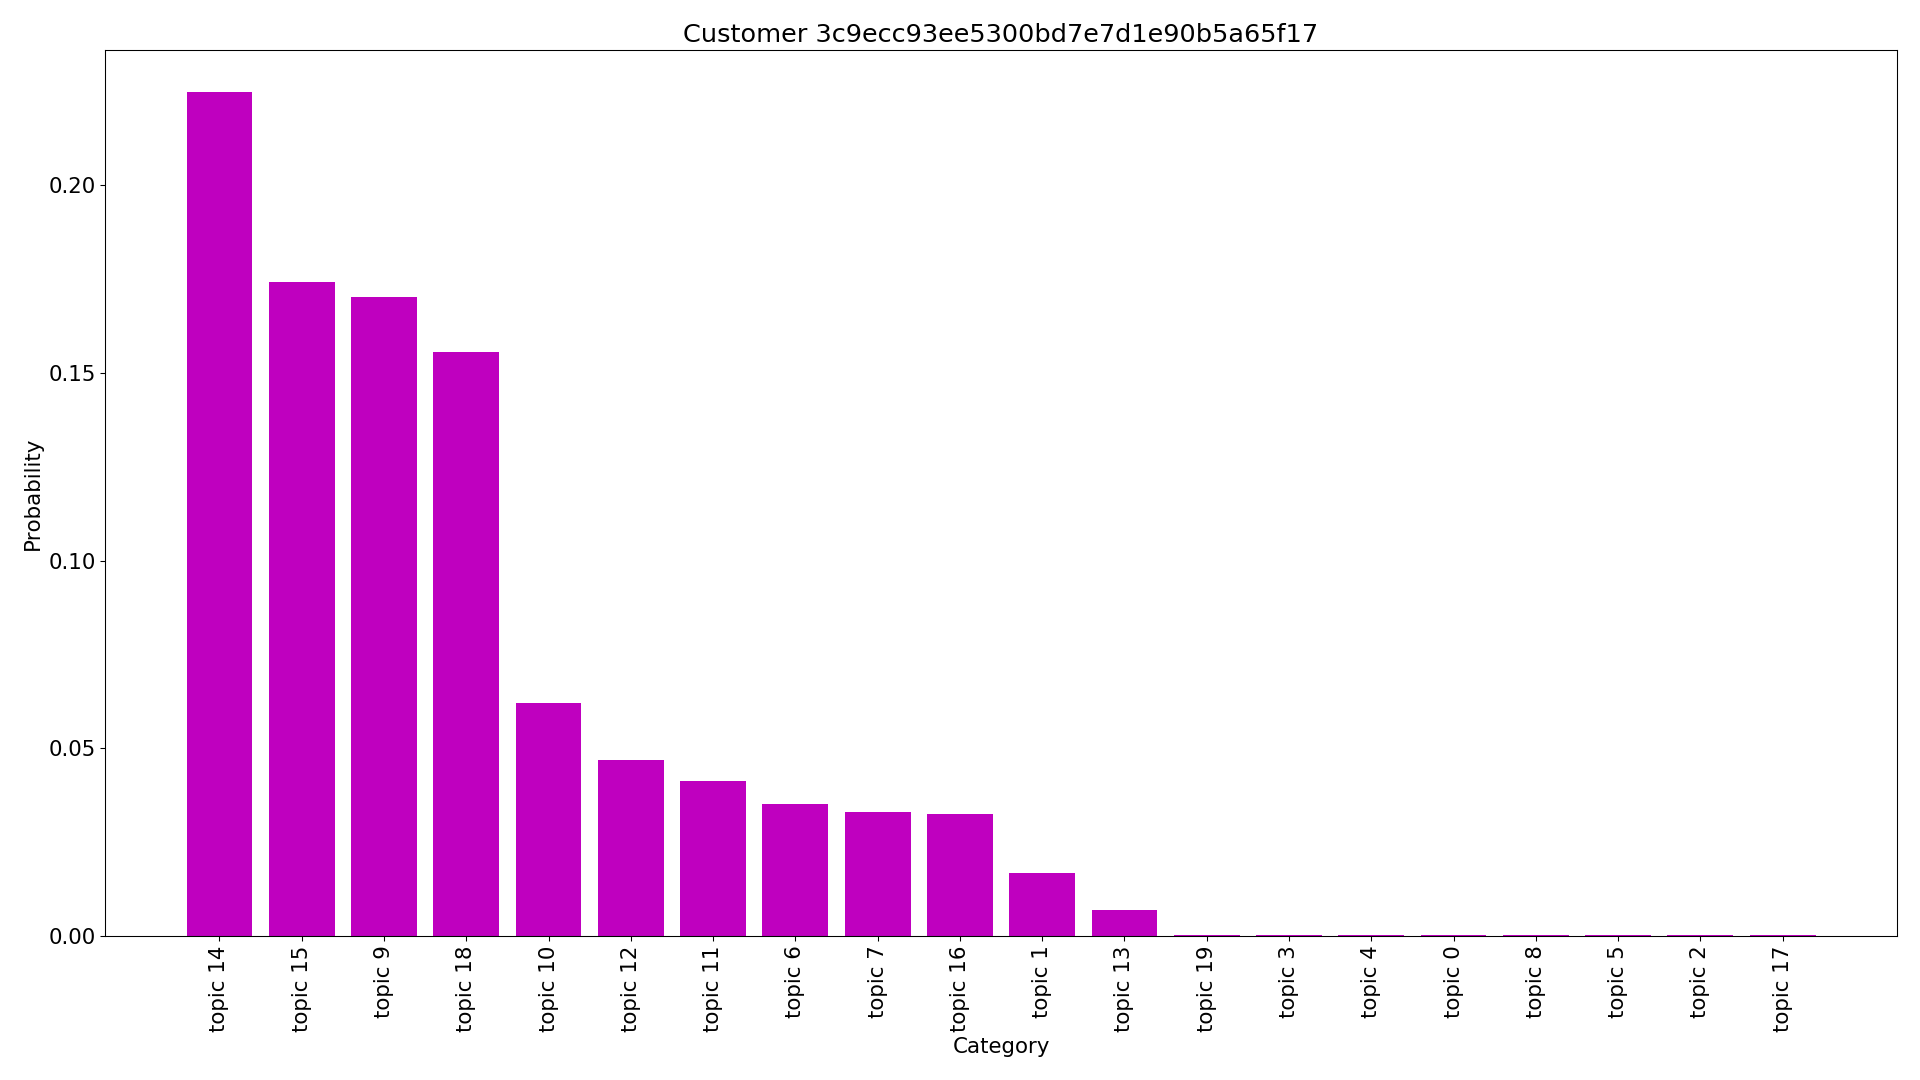 Customer 3c9ecc93ee5300bd7e7d1e90b5a65f17
Probability
0.20
0.15
0.10
0.05
0.00
topic 14
topic 15
topic 9
topic 18
topic 10
topic 12
topic 11
topic 6
topic 7
topic 16
topic 1
topic 13
topic 19
topic 3
topic 4
topic 0
topic 8
topic 5
topic 2
topic 17
Category